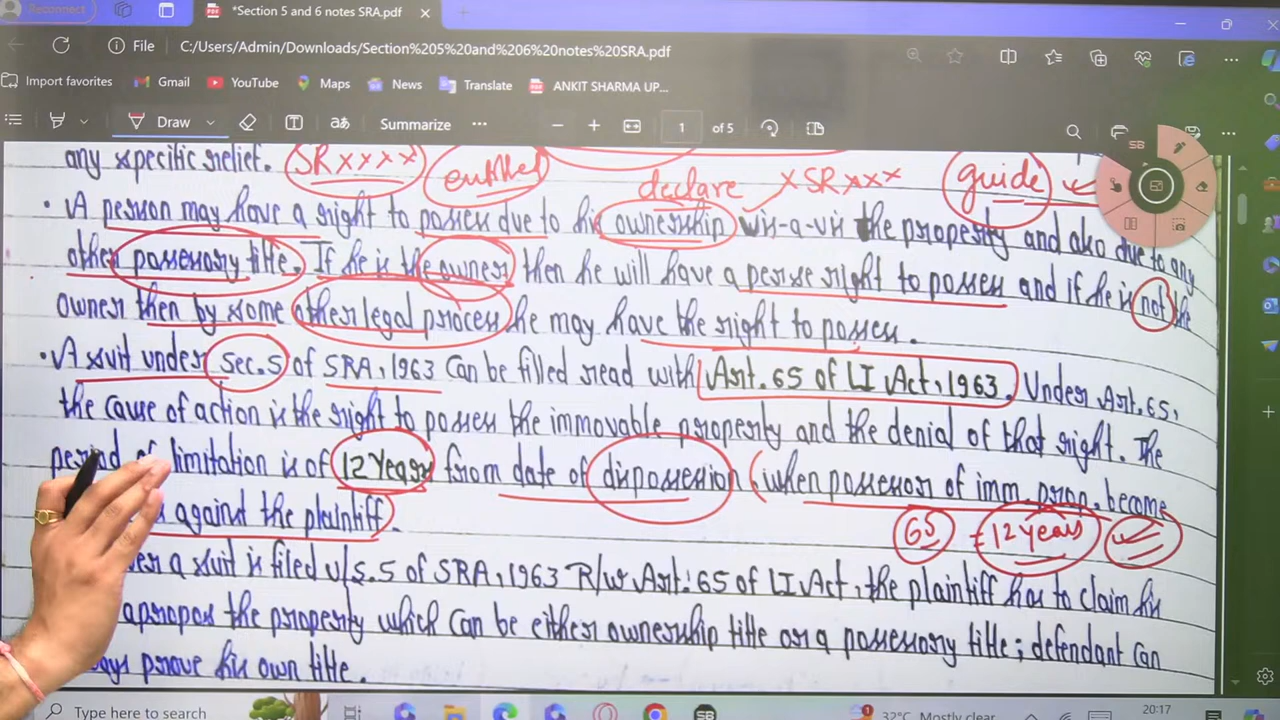 Reconnect
*Section 5 and 6 notes SRA.pdf
File C:/Users/Admin/Downloads/Section%205%20and%206%20notes%20SRA.pdf
Import favorites Gmail YouTube Maps News Translate ANKIT SHARMA UP...
Draw aあ Summarize 1 of 5
any specific relief. SRxxxx entitled declare xSRxxx guide
• A person may have a right to possess due to his ownership vis-a-vis the property and also due to any
other possessory title. If he is the owner then he will have a perse right to possess and if he is not the
owner then by some other legal process he may have the right to possess.
• A suit under Sec.5 of SRA, 1963 can be filled read with Art. 65 of LI Act, 1963. Under Art. 65,
the cause of action is the right to possess the immovable property and the denial of that right. The
period of limitation is of 12 Years from date of dispossession (when possessor of imm. prop. become
against the plaintiff).
65 12 years
a suit is filed u/s.5 of SRA, 1963 R/w Art. 65 of LI Act, the plaintiff has to claim his
apropos the property which can be either ownership title or a possessory title; defendant can
prove his own title.
Type here to search 32°C Mostly clear 20:17